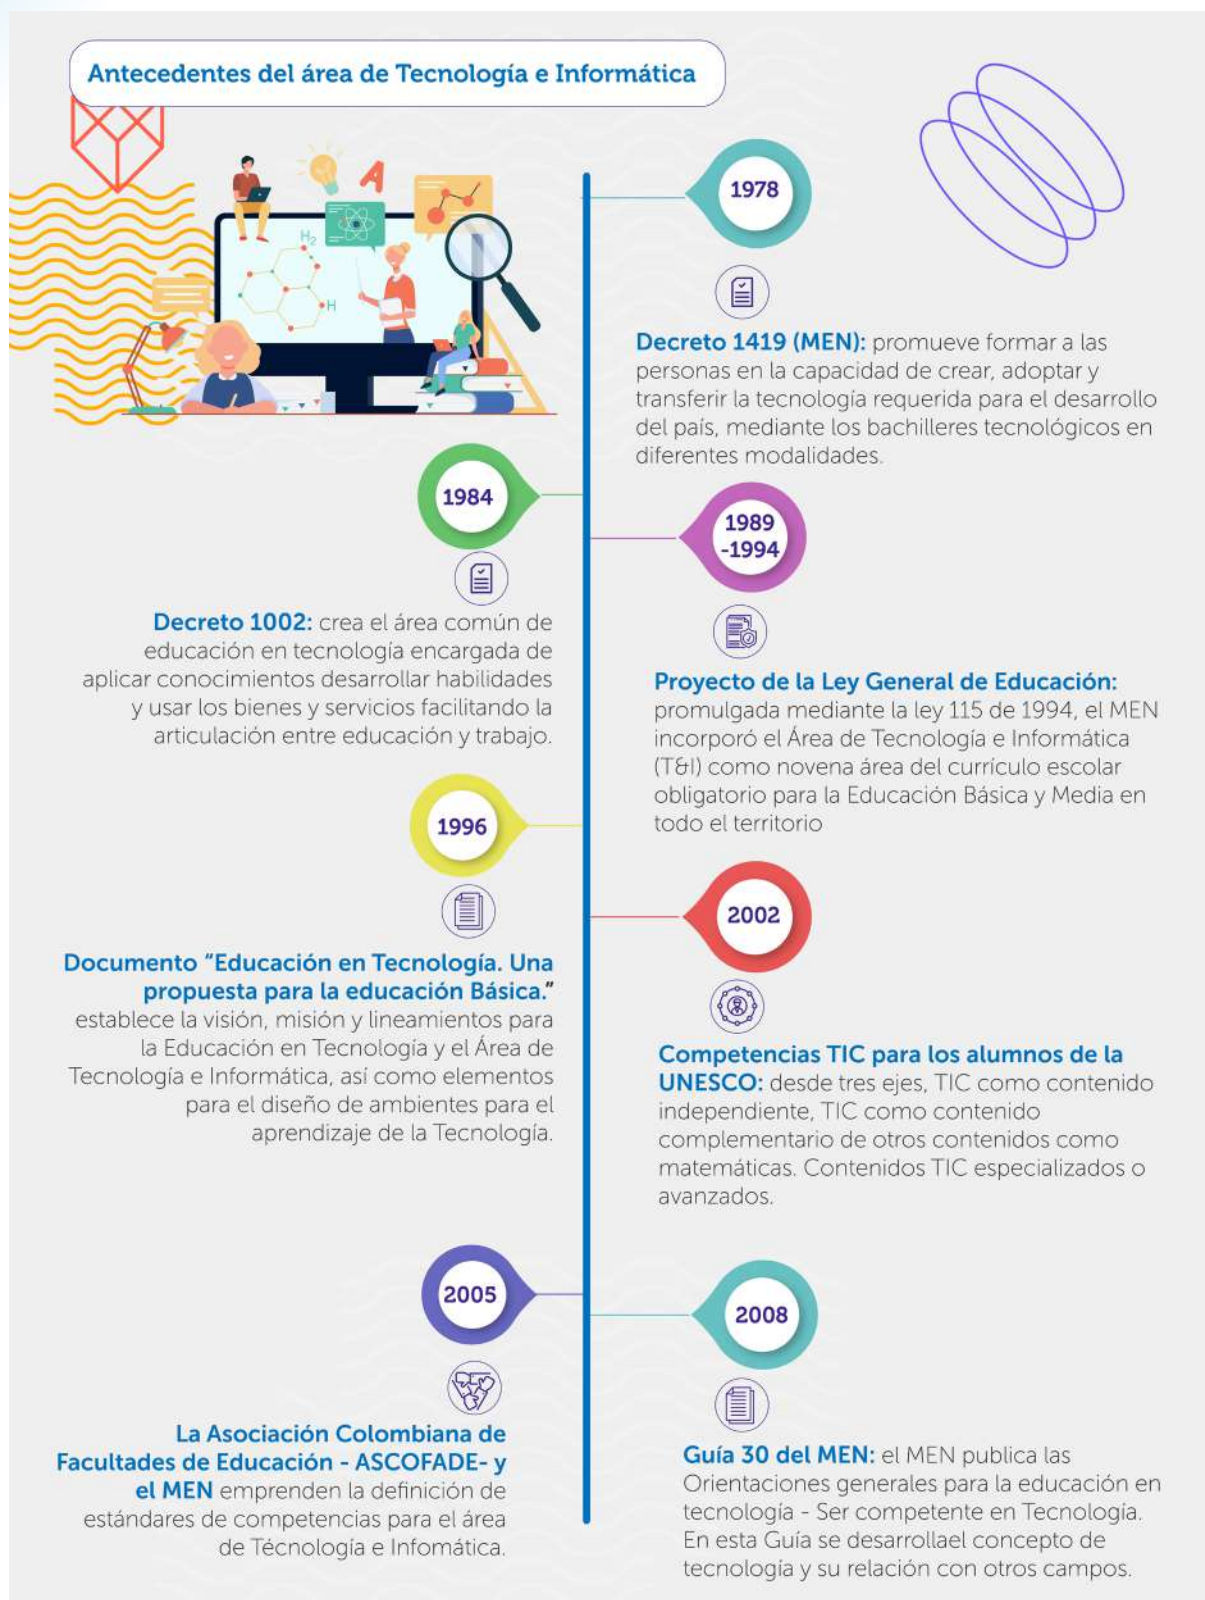 Antecedentes del área de Tecnología e Informática
A
H2
H
1978
Decreto 1419 (MEN): promueve formar a las
personas en la capacidad de crear, adoptar y
transferir la tecnología requerida para el desarrollo
del país, mediante los bachilleres tecnológicos en
diferentes modalidades.
1984
Decreto 1002: crea el área común de
educación en tecnología encargada de
aplicar conocimientos desarrollar habilidades
y usar los bienes y servicios facilitando la
articulación entre educación y trabajo.
1989
-1994
Proyecto de la Ley General de Educación:
promulgada mediante la ley 115 de 1994, el MEN
incorporó el Área de Tecnología e Informática
(T&I) como novena área del currículo escolar
obligatorio para la Educación Básica y Media en
todo el territorio
1996
Documento “Educación en Tecnología. Una
propuesta para la educación Básica.”
establece la visión, misión y lineamientos para
la Educación en Tecnología y el Área de
Tecnología e Informática, así como elementos
para el diseño de ambientes para el
aprendizaje de la Tecnología.
2002
Competencias TIC para los alumnos de la
UNESCO: desde tres ejes, TIC como contenido
independiente, TIC como contenido
complementario de otros contenidos como
matemáticas. Contenidos TIC especializados o
avanzados.
2005
La Asociación Colombiana de
Facultades de Educación - ASCOFADE- y
el MEN emprenden la definición de
estándares de competencias para el área
de Técnología e Infomática.
2008
Guía 30 del MEN: el MEN publica las
Orientaciones generales para la educación en
tecnología - Ser competente en Tecnología.
En esta Guía se desarrollael concepto de
tecnología y su relación con otros campos.